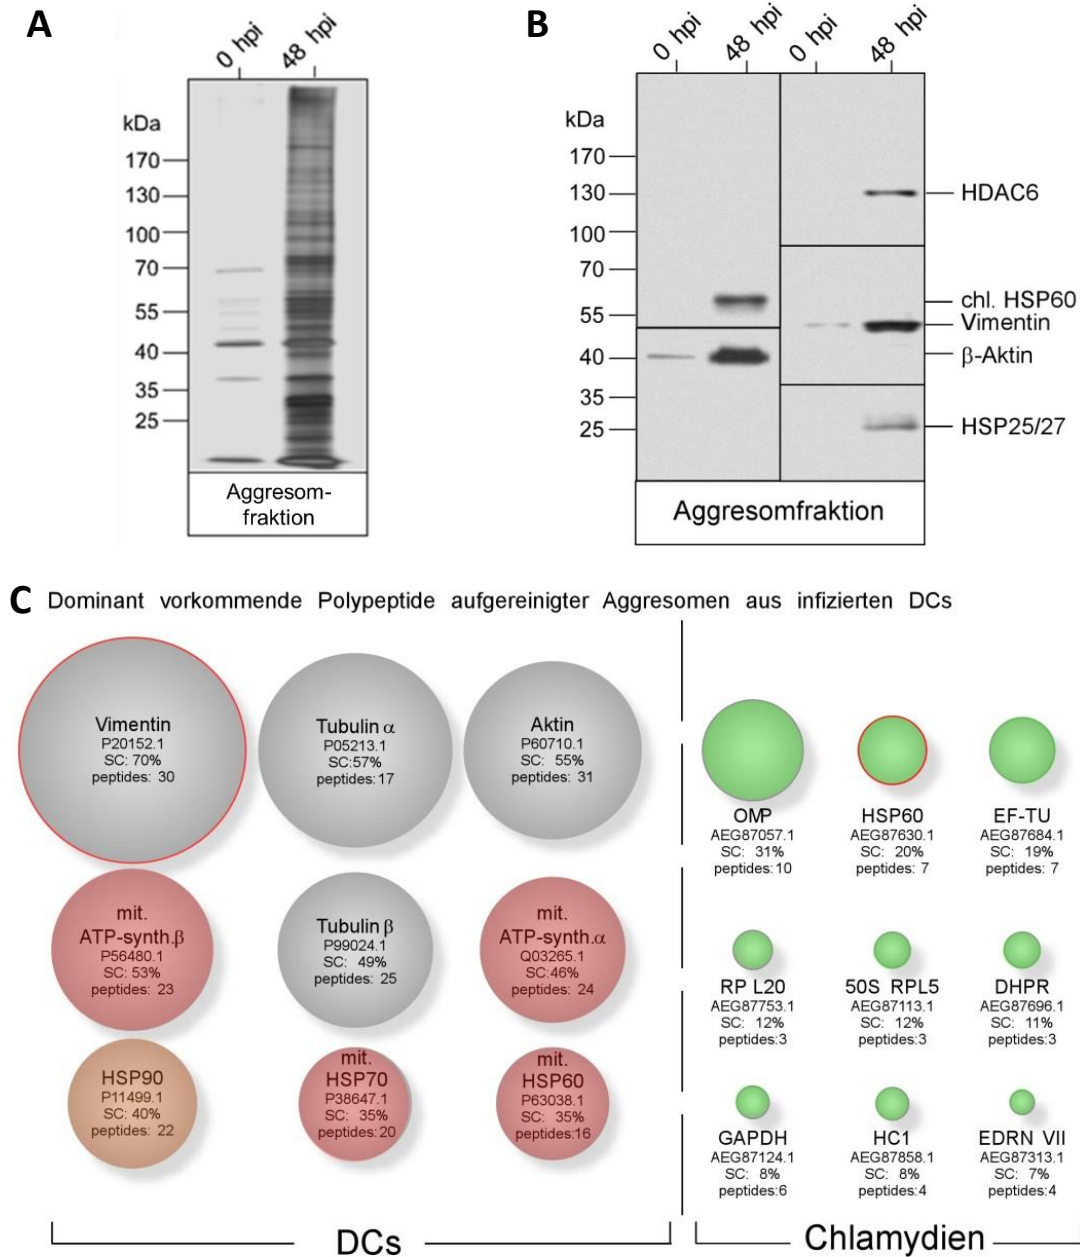 A
0 hpi
48 hpi
kDa
170
130
100
70
55
40
35
25
Aggresom-
fraktion
B
0 hpi
48 hpi
0 hpi
48 hpi
kDa
170
130
100
70
55
40
35
25
HDAC6
chl. HSP60
Vimentin
β-Aktin
HSP25/27
Aggresomfraktion
C Dominant vorkommende Polypeptide aufgereinigter Aggresomen aus infizierten DCs
Vimentin
P20152.1
SC: 70%
peptides: 30
Tubulin α
P05213.1
SC:57%
peptides:17
Aktin
P60710.1
SC: 55%
peptides: 31
OMP
AEG87057.1
SC: 31%
peptides:10
HSP60
AEG87630.1
SC: 20%
peptides: 7
EF-TU
AEG87684.1
SC: 19%
peptides: 7
mit.
ATP-synth.β
P56480.1
SC: 53%
peptides: 23
Tubulin β
P99024.1
SC: 49%
peptides: 25
mit.
ATP-synth.α
Q03265.1
SC:46%
peptides: 24
RP L20
AEG87753.1
SC: 12%
peptides:3
50S RPL5
AEG87113.1
SC: 12%
peptides:3
DHPR
AEG87696.1
SC: 11%
peptides:3
HSP90
P11499.1
SC: 40%
peptides: 22
mit.
HSP70
P38647.1
SC: 35%
peptides:20
mit.
HSP60
P63038.1
SC: 35%
peptides:16
GAPDH
AEG87124.1
SC: 8%
peptides:6
HC1
AEG87858.1
SC: 8%
peptides:4
EDRN VII
AEG87313.1
SC: 7%
peptides:4
DCs
Chlamydien